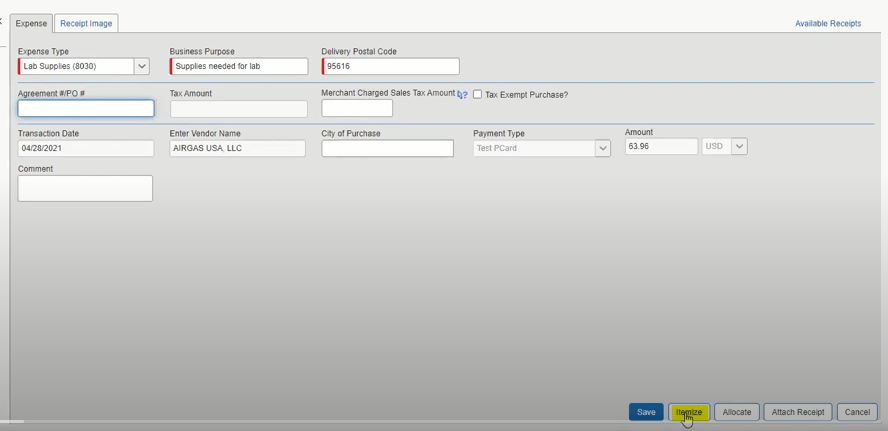 Expense Receipt Image Available Receipts
Expense Type Business Purpose Delivery Postal Code
Lab Supplies (8030) Supplies needed for lab 95616
Agreement #/PO # Tax Amount Merchant Charged Sales Tax Amount ? Tax Exempt Purchase?
Transaction Date Enter Vendor Name City of Purchase Payment Type Amount
04/28/2021 AIRGAS USA, LLC Test PCard 63.96 USD
Comment
Save Itemize Allocate Attach Receipt Cancel